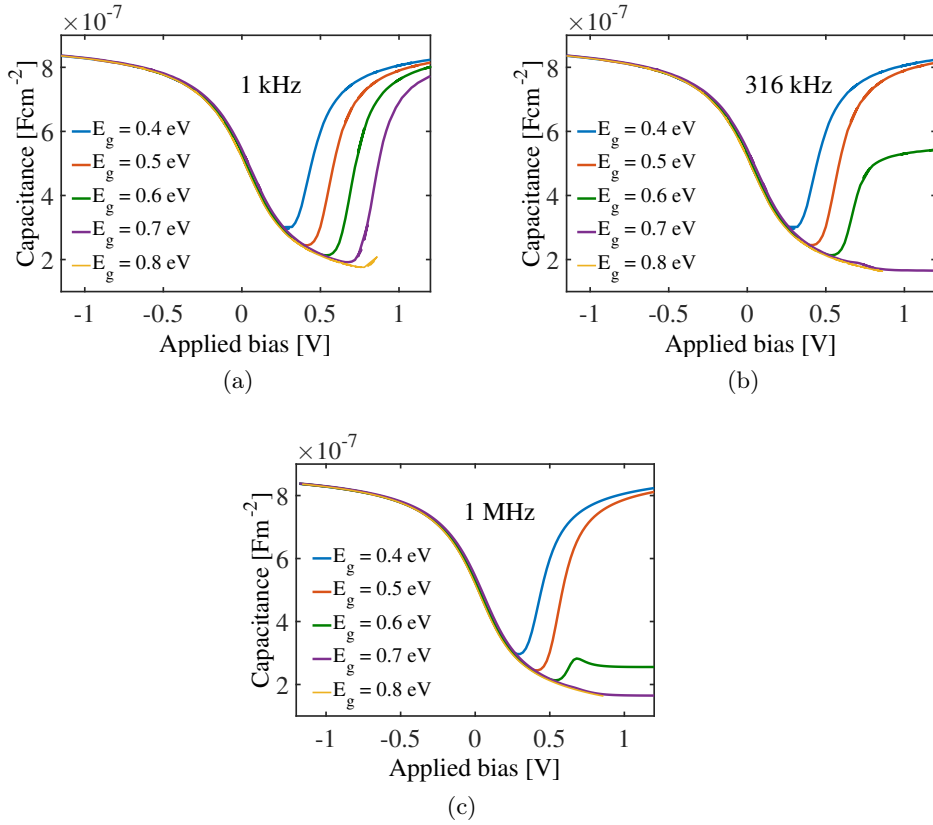 ×10⁻⁷
Capacitance [Fcm⁻²]
8
6
4
2
1 kHz
E_g = 0.4 eV
E_g = 0.5 eV
E_g = 0.6 eV
E_g = 0.7 eV
E_g = 0.8 eV
-1 -0.5 0 0.5 1
Applied bias [V]
(a)
×10⁻⁷
Capacitance [Fcm⁻²]
8
6
4
2
316 kHz
E_g = 0.4 eV
E_g = 0.5 eV
E_g = 0.6 eV
E_g = 0.7 eV
E_g = 0.8 eV
-1 -0.5 0 0.5 1
Applied bias [V]
(b)
×10⁻⁷
Capacitance [Fm⁻²]
8
6
4
2
1 MHz
E_g = 0.4 eV
E_g = 0.5 eV
E_g = 0.6 eV
E_g = 0.7 eV
E_g = 0.8 eV
-1 -0.5 0 0.5 1
Applied bias [V]
(c)